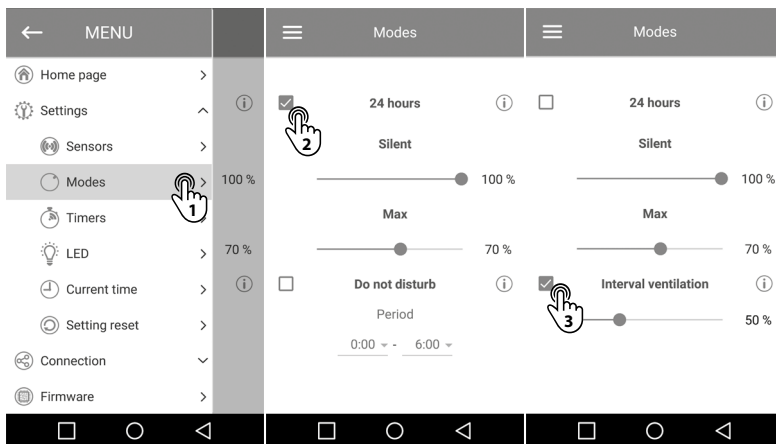 MENU
Home page
Settings
Sensors
Modes
1
Timers
LED
Current time
Setting reset
Connection
Firmware
100 %
70 %
Modes
24 hours
2
Silent
100 %
Max
70 %
Do not disturb
Period
0:00 - 6:00
Modes
24 hours
Silent
100 %
Max
70 %
Interval ventilation
3
50 %